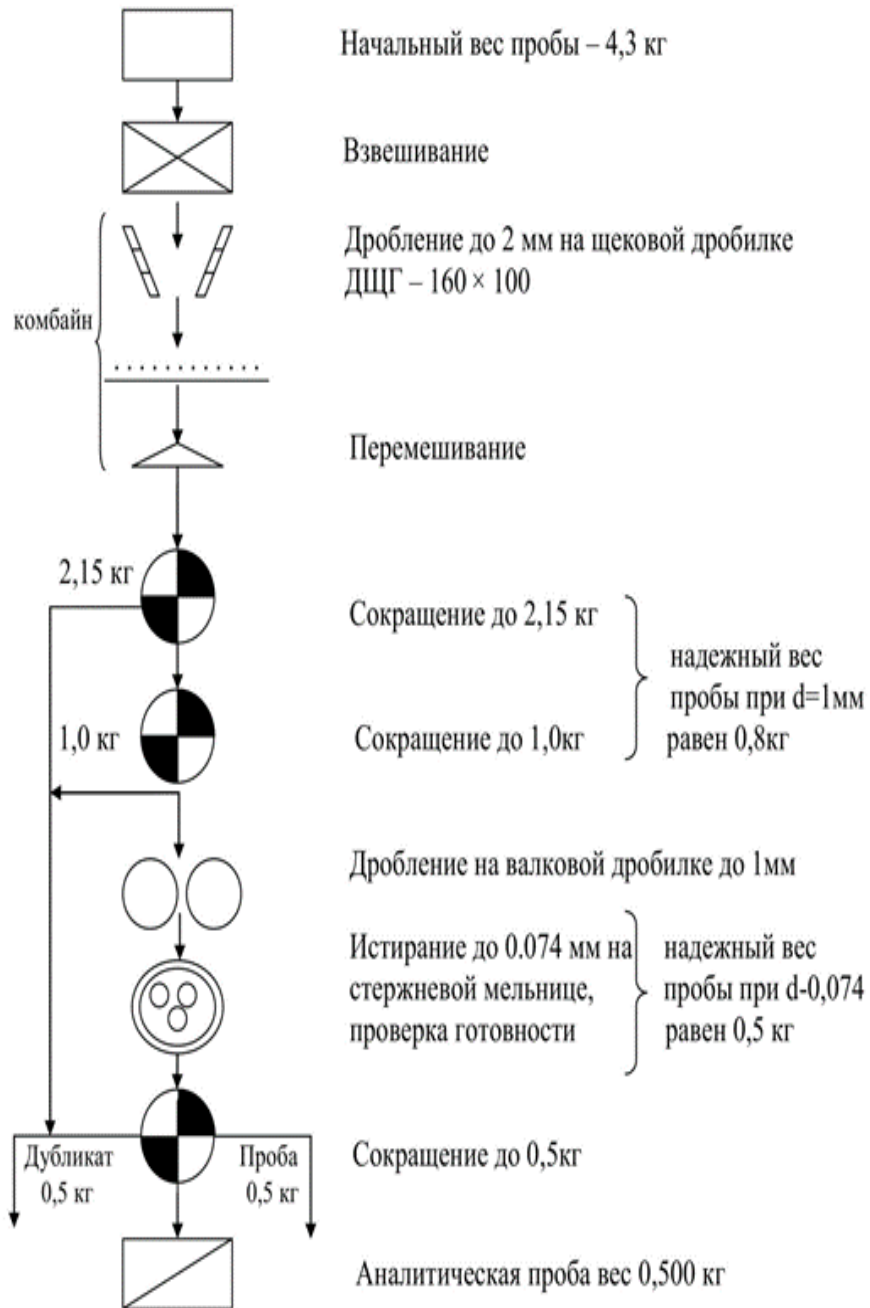 Начальный вес пробы – 4,3 кг
Взвешивание
Дробление до 2 мм на щековой дробилке
ДЩГ – 160 × 100
комбайн
Перемешивание
2,15 кг
Сокращение до 2,15 кг
надежный вес
пробы при d=1мм
равен 0,8кг
1,0 кг
Сокращение до 1,0кг
Дробление на валковой дробилке до 1мм
Истирание до 0.074 мм на
стержневой мельнице,
проверка готовности
надежный вес
пробы при d-0,074
равен 0,5 кг
Дубликат
0,5 кг
Проба
0,5 кг
Сокращение до 0,5кг
Аналитическая проба вес 0,500 кг